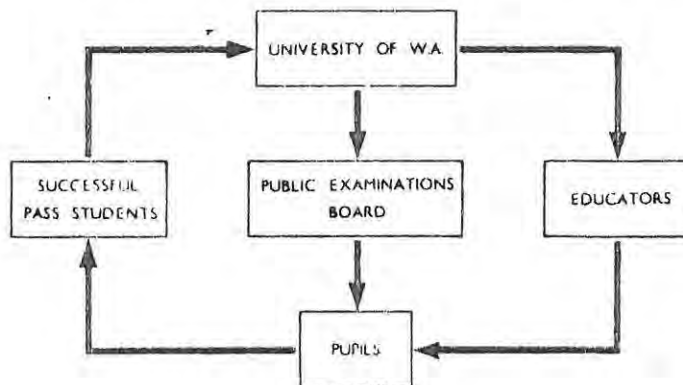 UNIVERSITY OF W.A.
SUCCESSFUL
PASS STUDENTS
PUBLIC EXAMINATIONS
BOARD
EDUCATORS
PUPILS